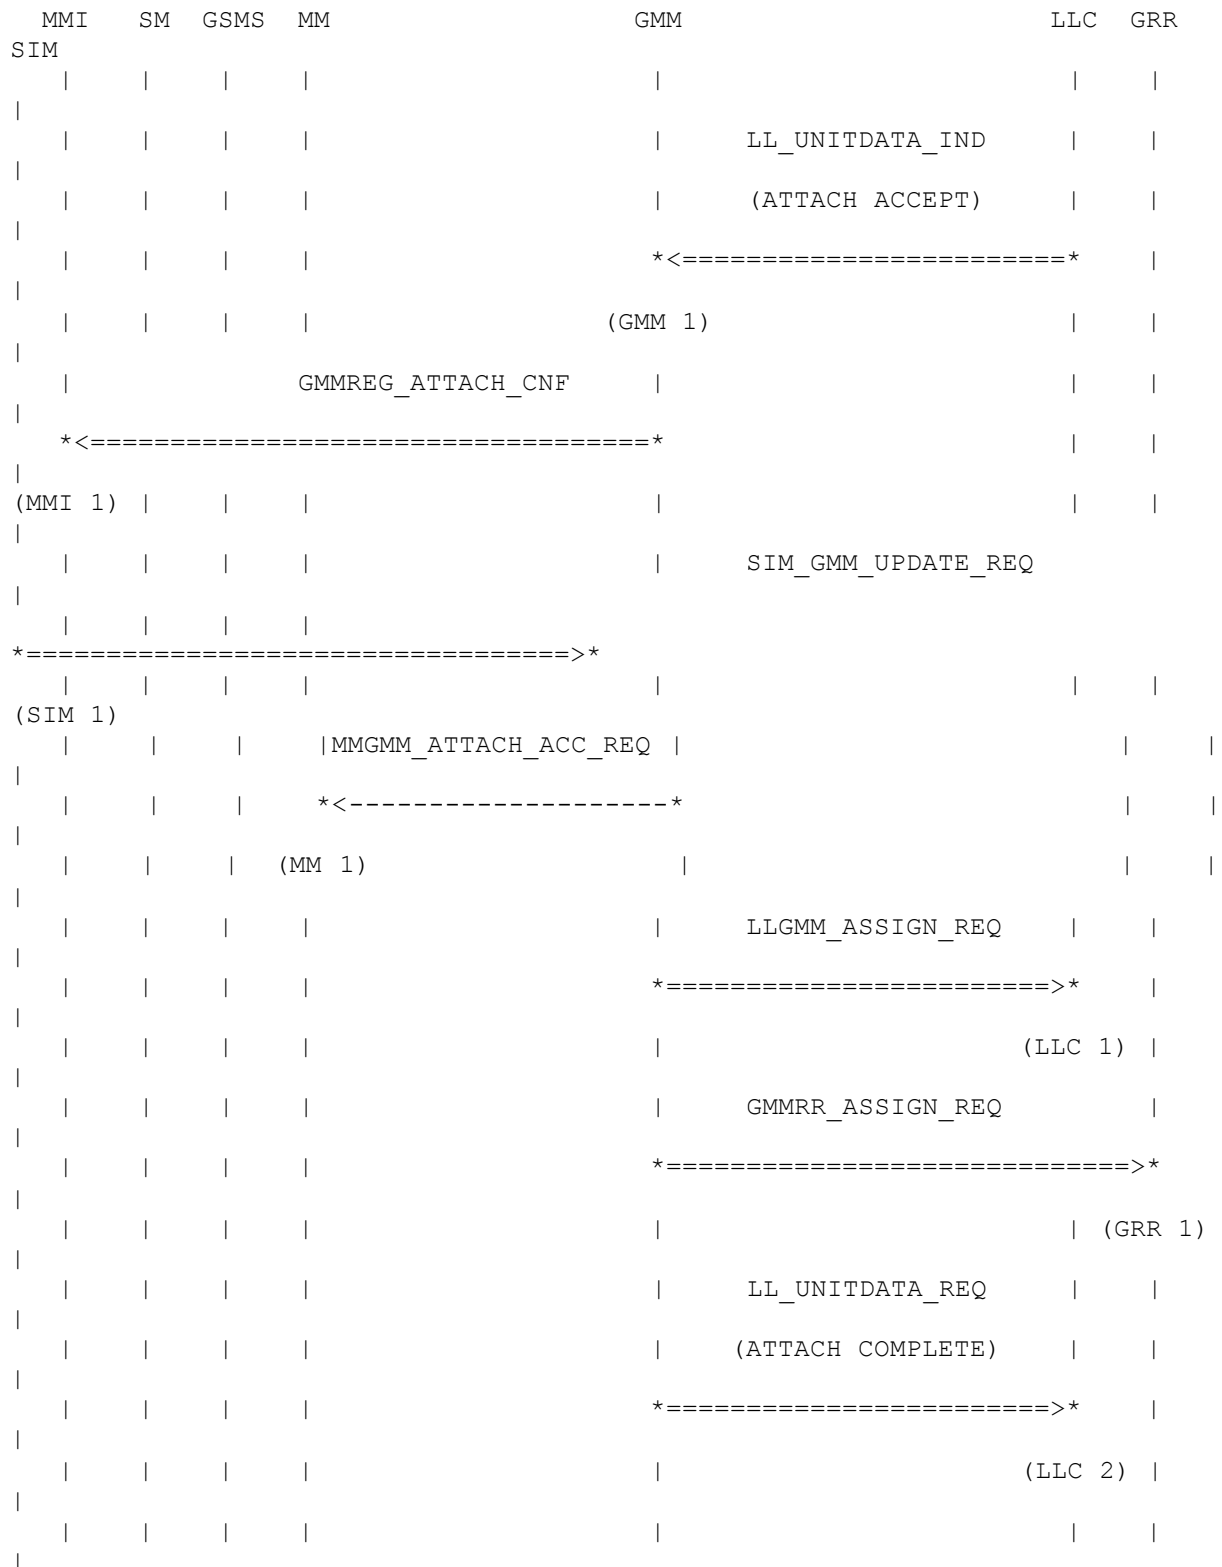 MMI   SM  GSMS  MM                   GMM                       LLC  GRR
SIM
   |    |    |    |                     |                         |    |
|
   |    |    |    |                     |     LL_UNITDATA_IND     |    |
|
   |    |    |    |                     |     (ATTACH ACCEPT)     |    |
|
   |    |    |    |                     *<========================*    |
|
   |    |    |    |                  (GMM 1)                      |    |
|
   |              GMMREG_ATTACH_CNF     |                         |    |
|
   *<===================================*                         |    |
|
(MMI 1) |    |    |                     |                         |    |
|
   |    |    |    |                     |     SIM_GMM_UPDATE_REQ
|
   |    |    |    |
*==================================>*
   |    |    |    |                     |                         |    |
(SIM 1)
   |     |    |    |MMGMM_ATTACH_ACC_REQ |                           |     |
|
   |     |    |    *<--------------------*                           |     |
|
   |    |    |  (MM 1)                   |                           |    |
|
   |    |    |    |                     |     LLGMM_ASSIGN_REQ    |    |
|
   |    |    |    |                     *========================>*    |
|
   |    |    |    |                     |                      (LLC 1) |
|
   |    |    |    |                     |     GMMRR_ASSIGN_REQ         |
|
   |    |    |    |                     *=============================>*
|
   |    |    |    |                     |                         | (GRR 1)
|
   |    |    |    |                     |     LL_UNITDATA_REQ     |    |
|
   |    |    |    |                     |    (ATTACH COMPLETE)    |    |
|
   |    |    |    |                     *========================>*    |
|
   |    |    |    |                     |                      (LLC 2) |
|
   |    |    |    |                     |                         |    |
|